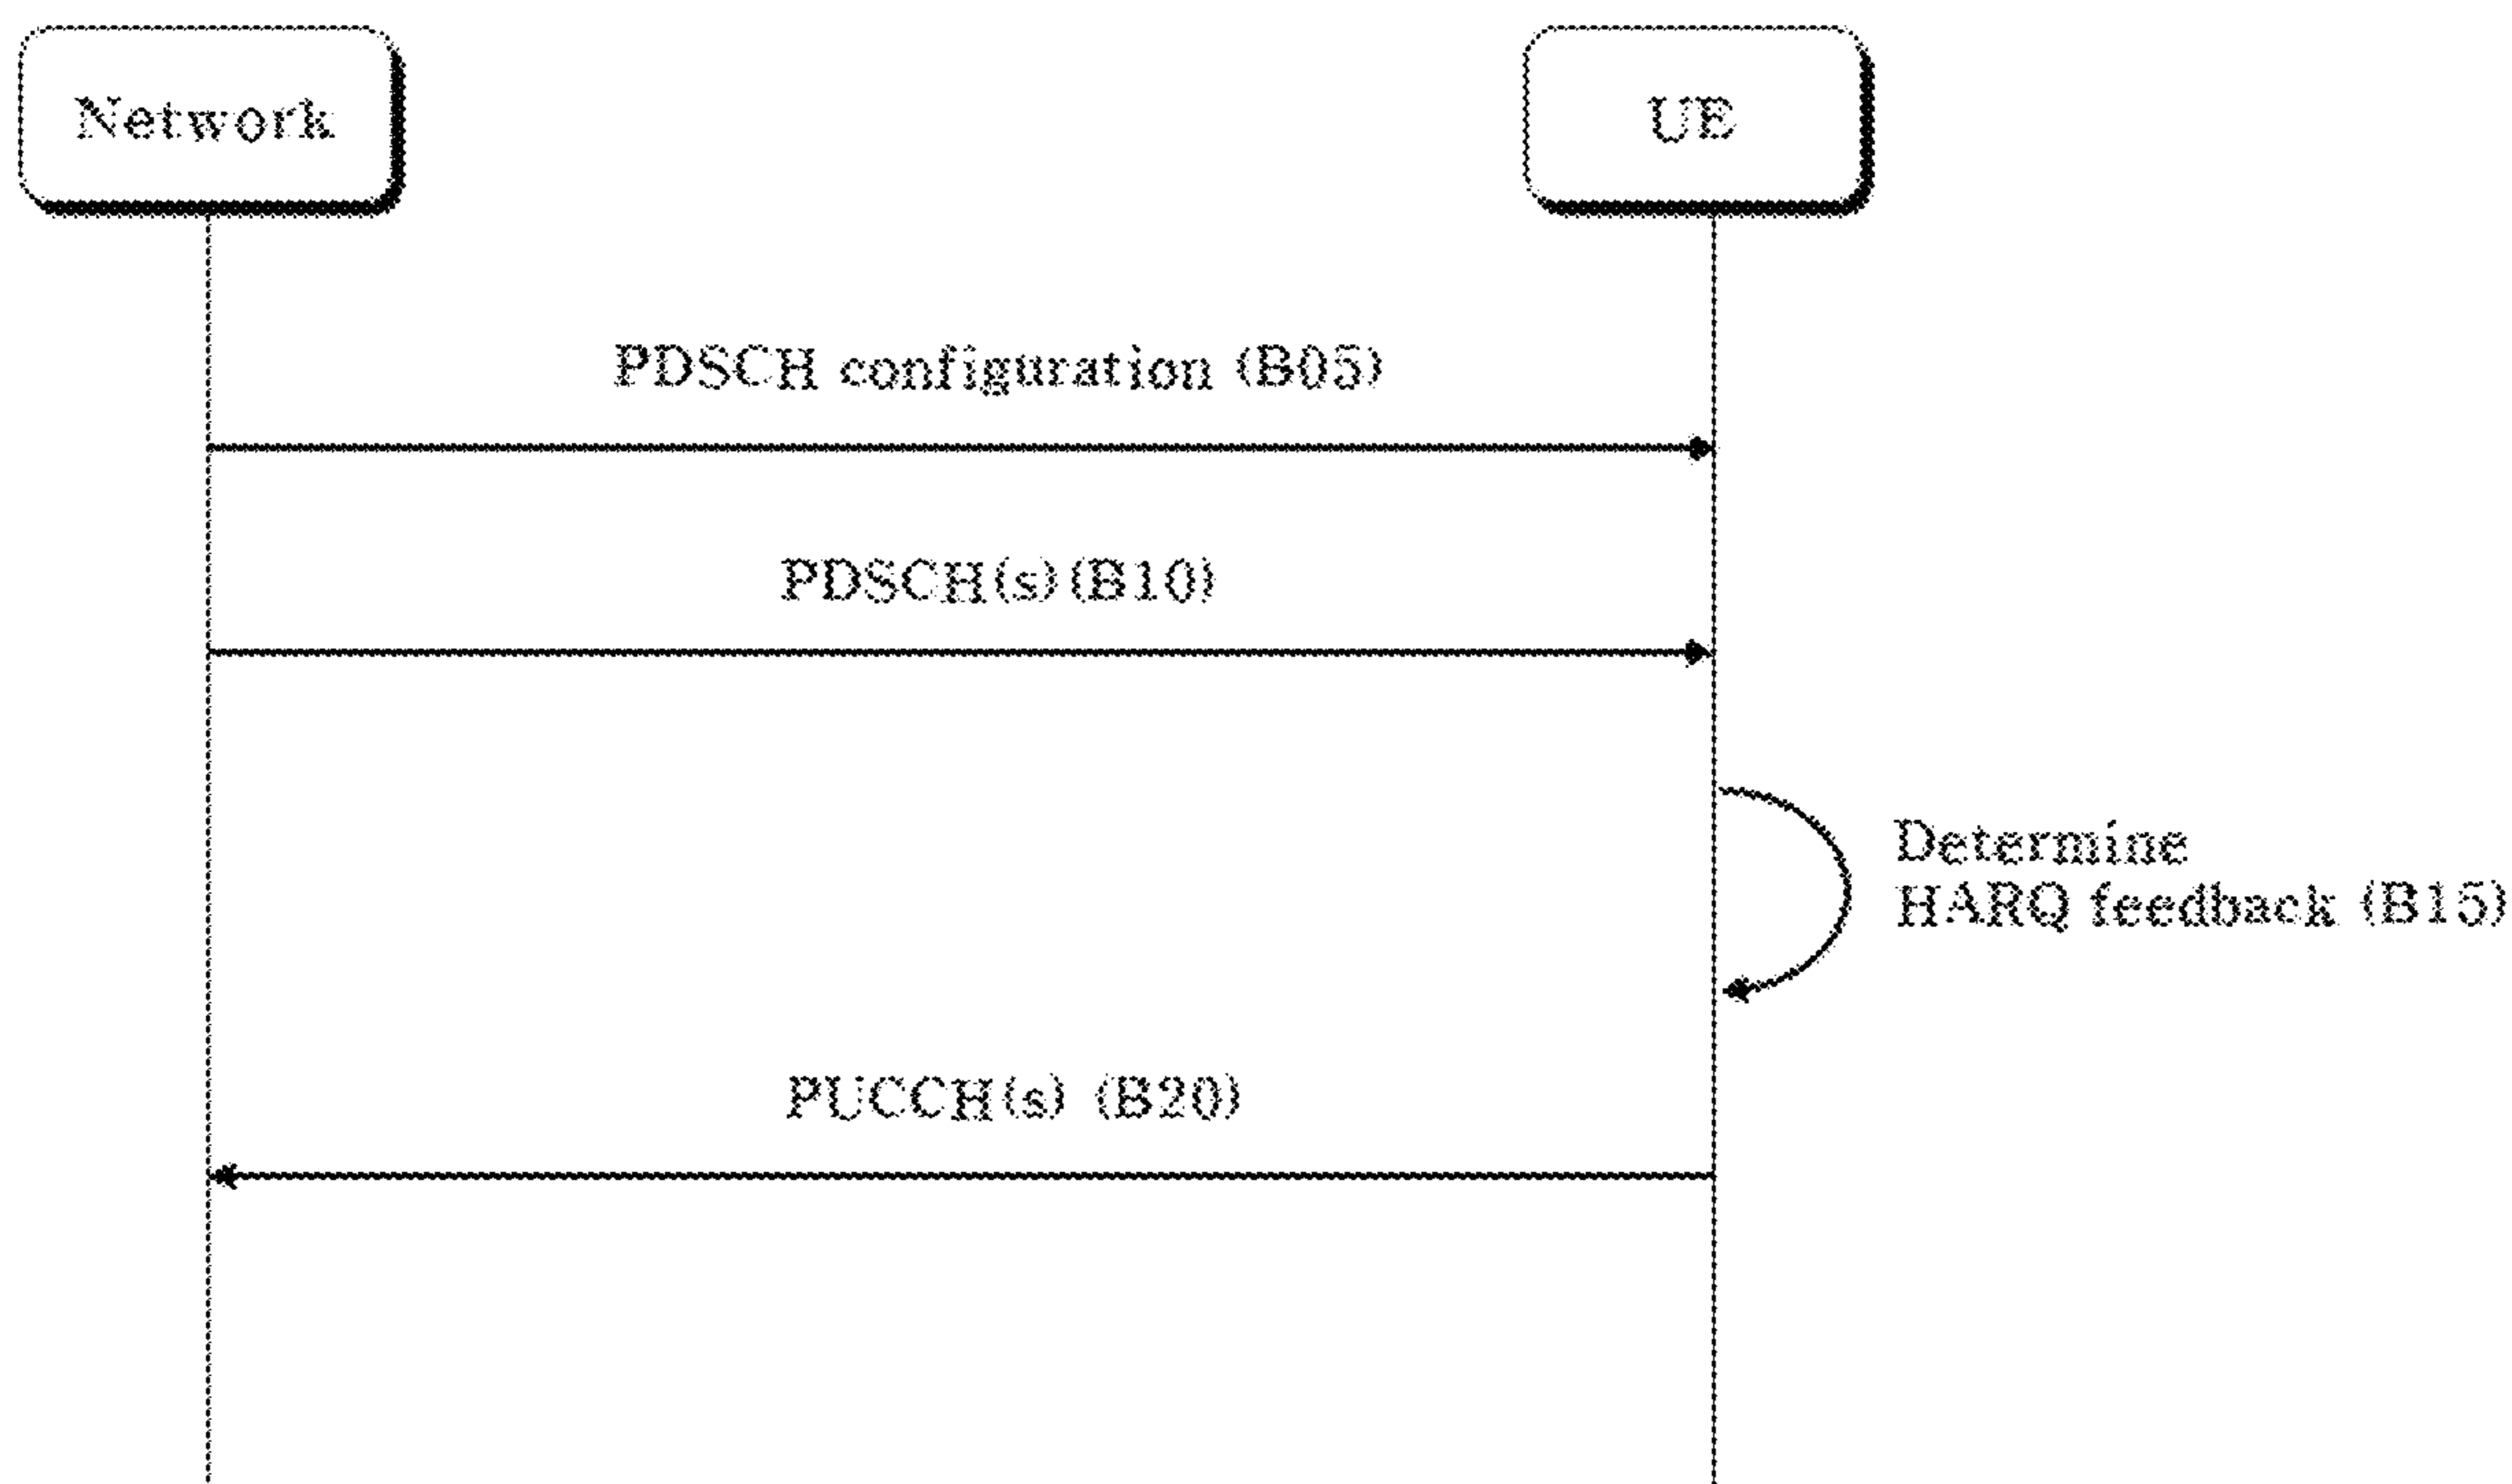 Network
UE
PDSCH configuration (B05)
PDSCH(s)(B10)
Determine
HARQ feedback (B15)
PUCCH(s) (B20)